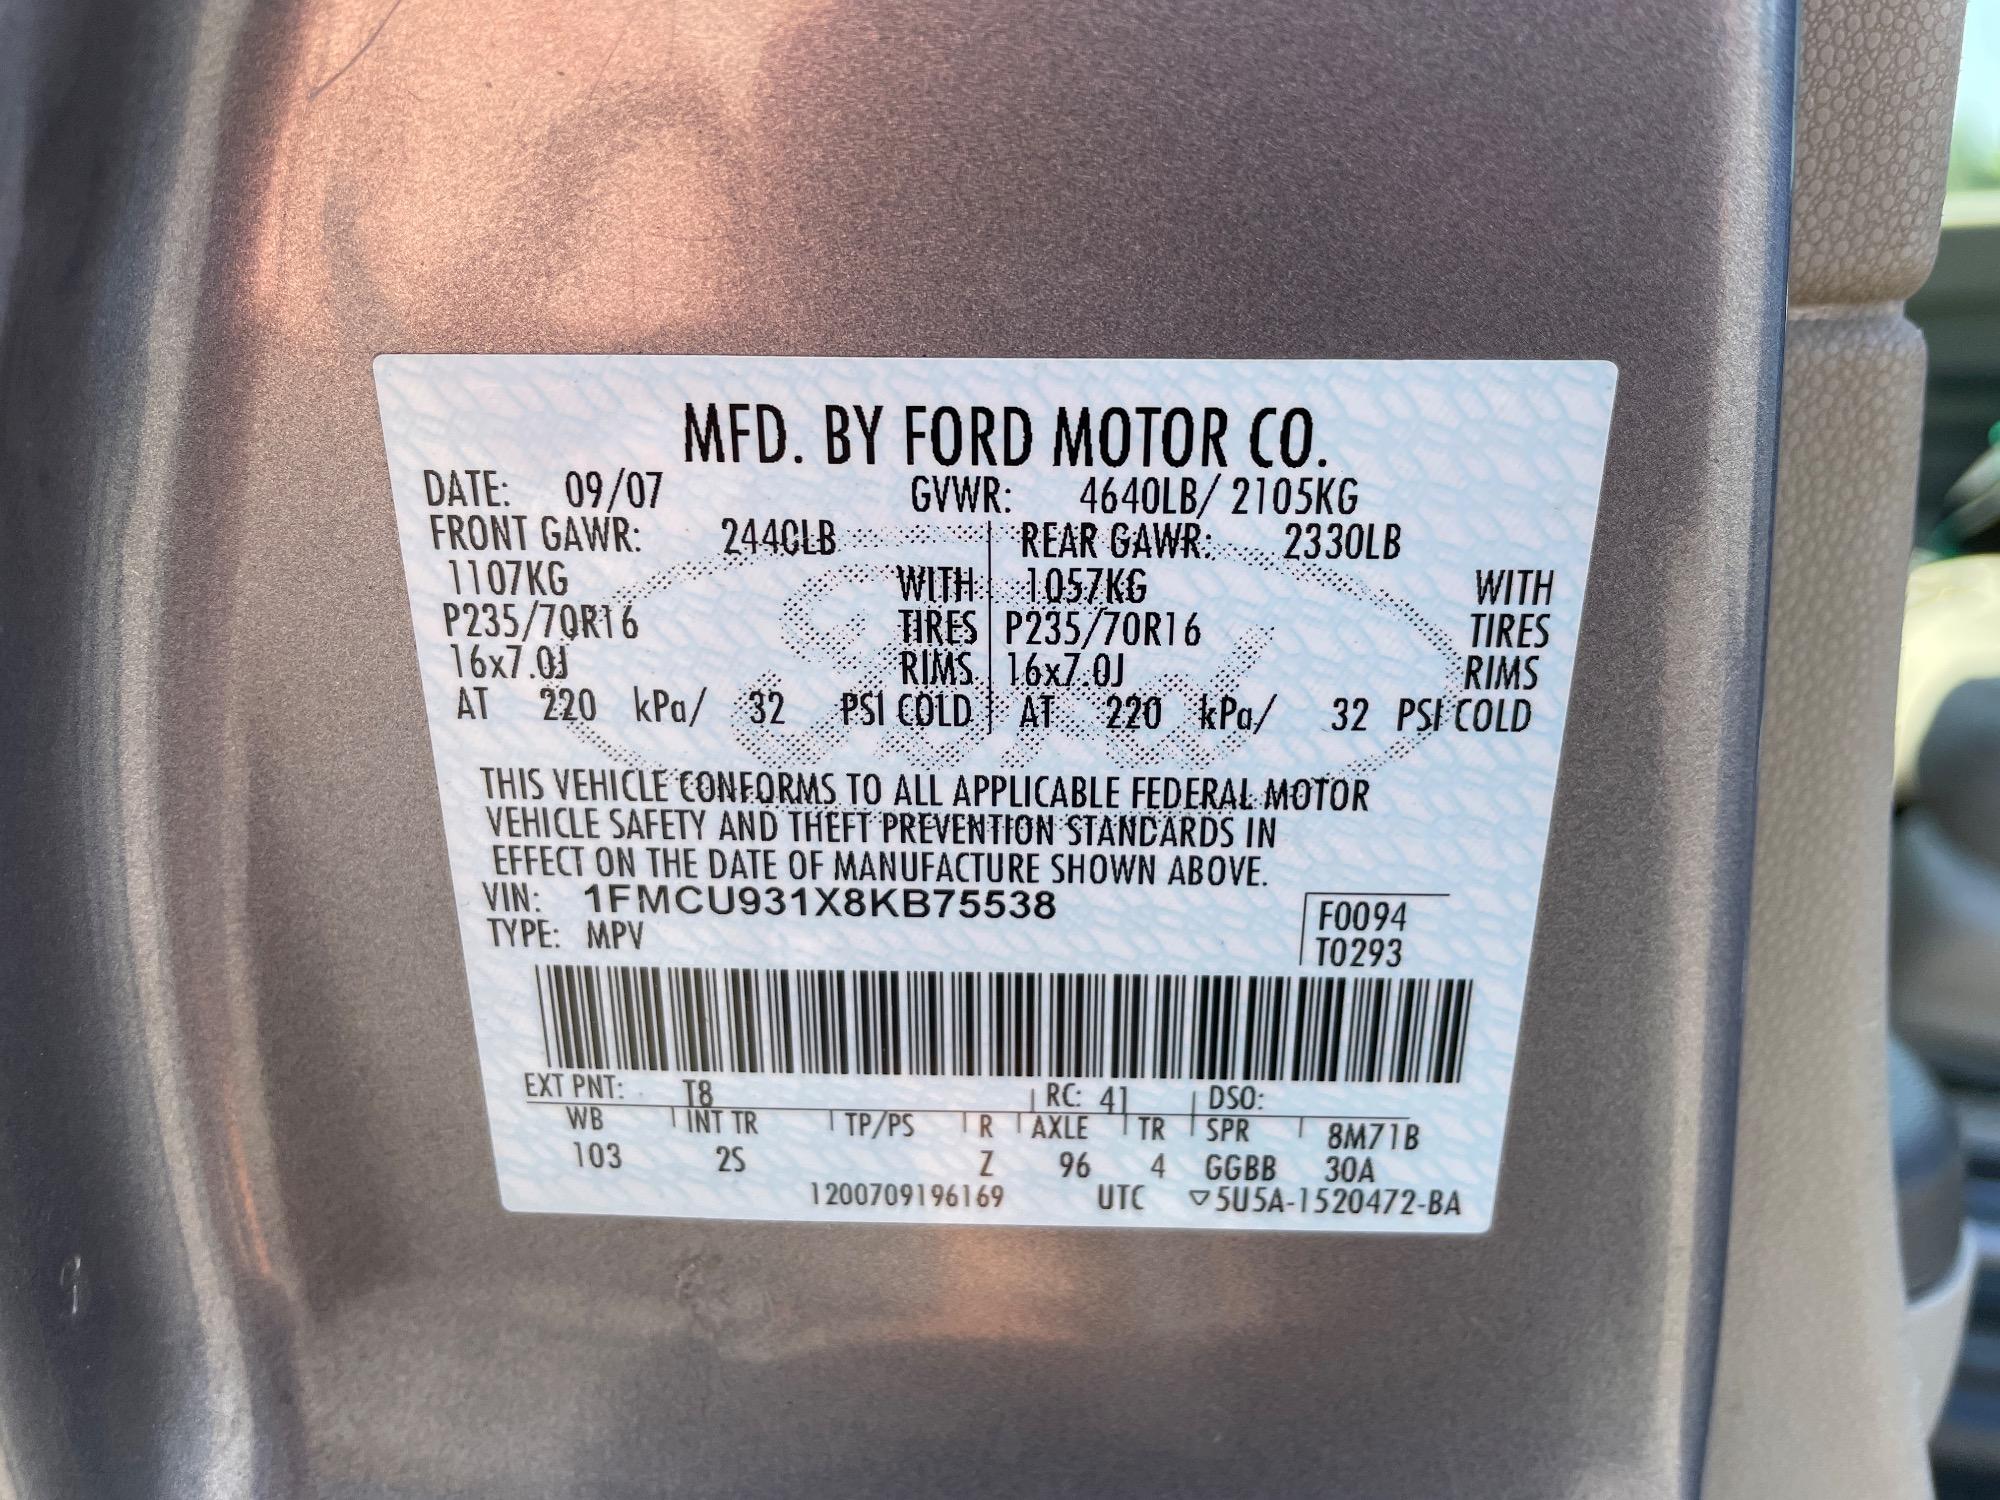 MFD. BY FORD MOTOR CO.
DATE: 09/07 GVWR: 4640LB/ 2105KG
FRONT GAWR: 2440LB REAR GAWR: 2330LB
1107KG WITH 1057KG WITH
P235/70R16 TIRES P235/70R16 TIRES
16x7.0J RIMS 16x7.0J RIMS
AT 220 kPa/ 32 PSI COLD AT 220 kPa/ 32 PSI COLD
THIS VEHICLE CONFORMS TO ALL APPLICABLE FEDERAL MOTOR
VEHICLE SAFETY AND THEFT PREVENTION STANDARDS IN
EFFECT ON THE DATE OF MANUFACTURE SHOWN ABOVE.
VIN: 1FMCU931X8KB75538
TYPE: MPV
F0094
T0293
EXT PNT: T8 RC: 41 DSO:
WB INT TR TP/PS R AXLE TR SPR 8M71B
103 2S Z 96 4 GGBB 30A
1200709196169 UTC ▽5U5A-1520472-BA